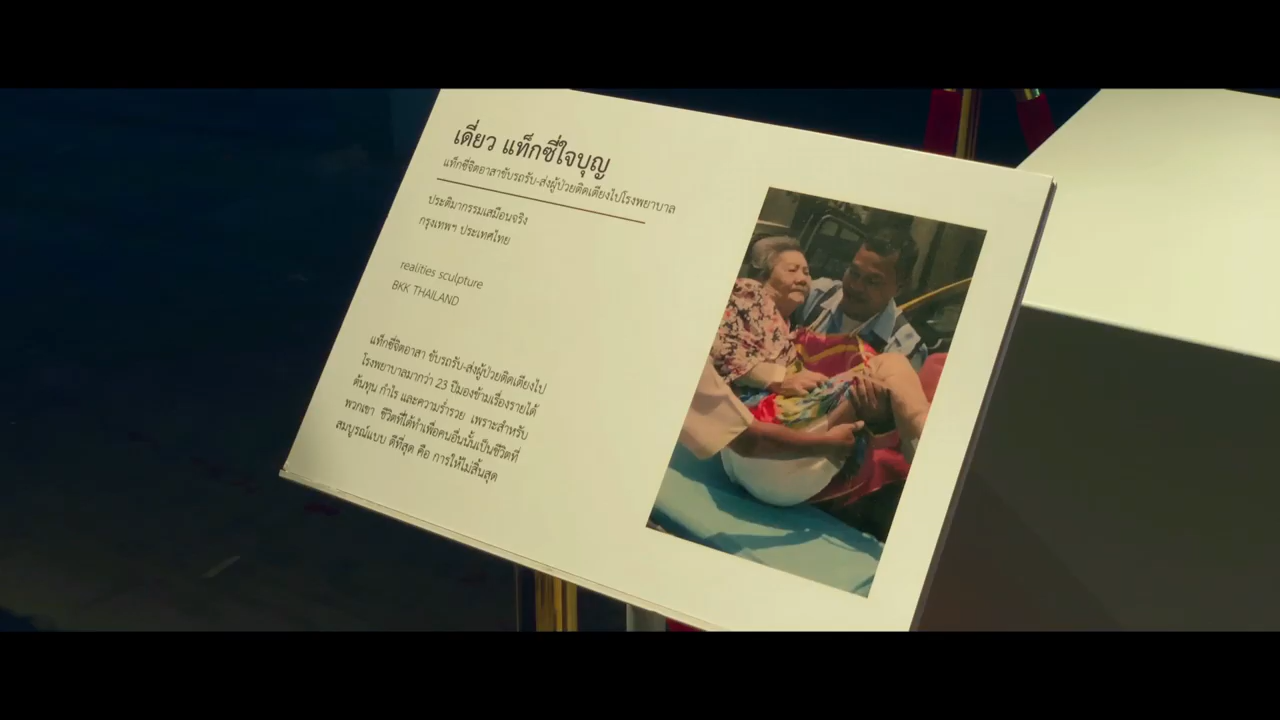 เดี่ยว แท็กซี่ใจบุญ
แท็กซี่จิตอาสาขับรถรับ-ส่งผู้ป่วยติดเตียงไปโรงพยาบาล
ประติมากรรมเสมือนจริง
กรุงเทพฯ ประเทศไทย
realities sculpture
BKK THAILAND
แท็กซี่จิตอาสา ขับรถรับ-ส่งผู้ป่วยติดเตียงไป
โรงพยาบาลมากว่า 23 ปีมองข้ามเรื่องรายได้
ต้นทุน กำไร และความร่ำรวย เพราะสำหรับ
พวกเขา ชีวิตที่ได้ทำเพื่อคนอื่นนั้นเป็นชีวิตที่
สมบูรณ์แบบ ดีที่สุด คือ การให้ไม่สิ้นสุด